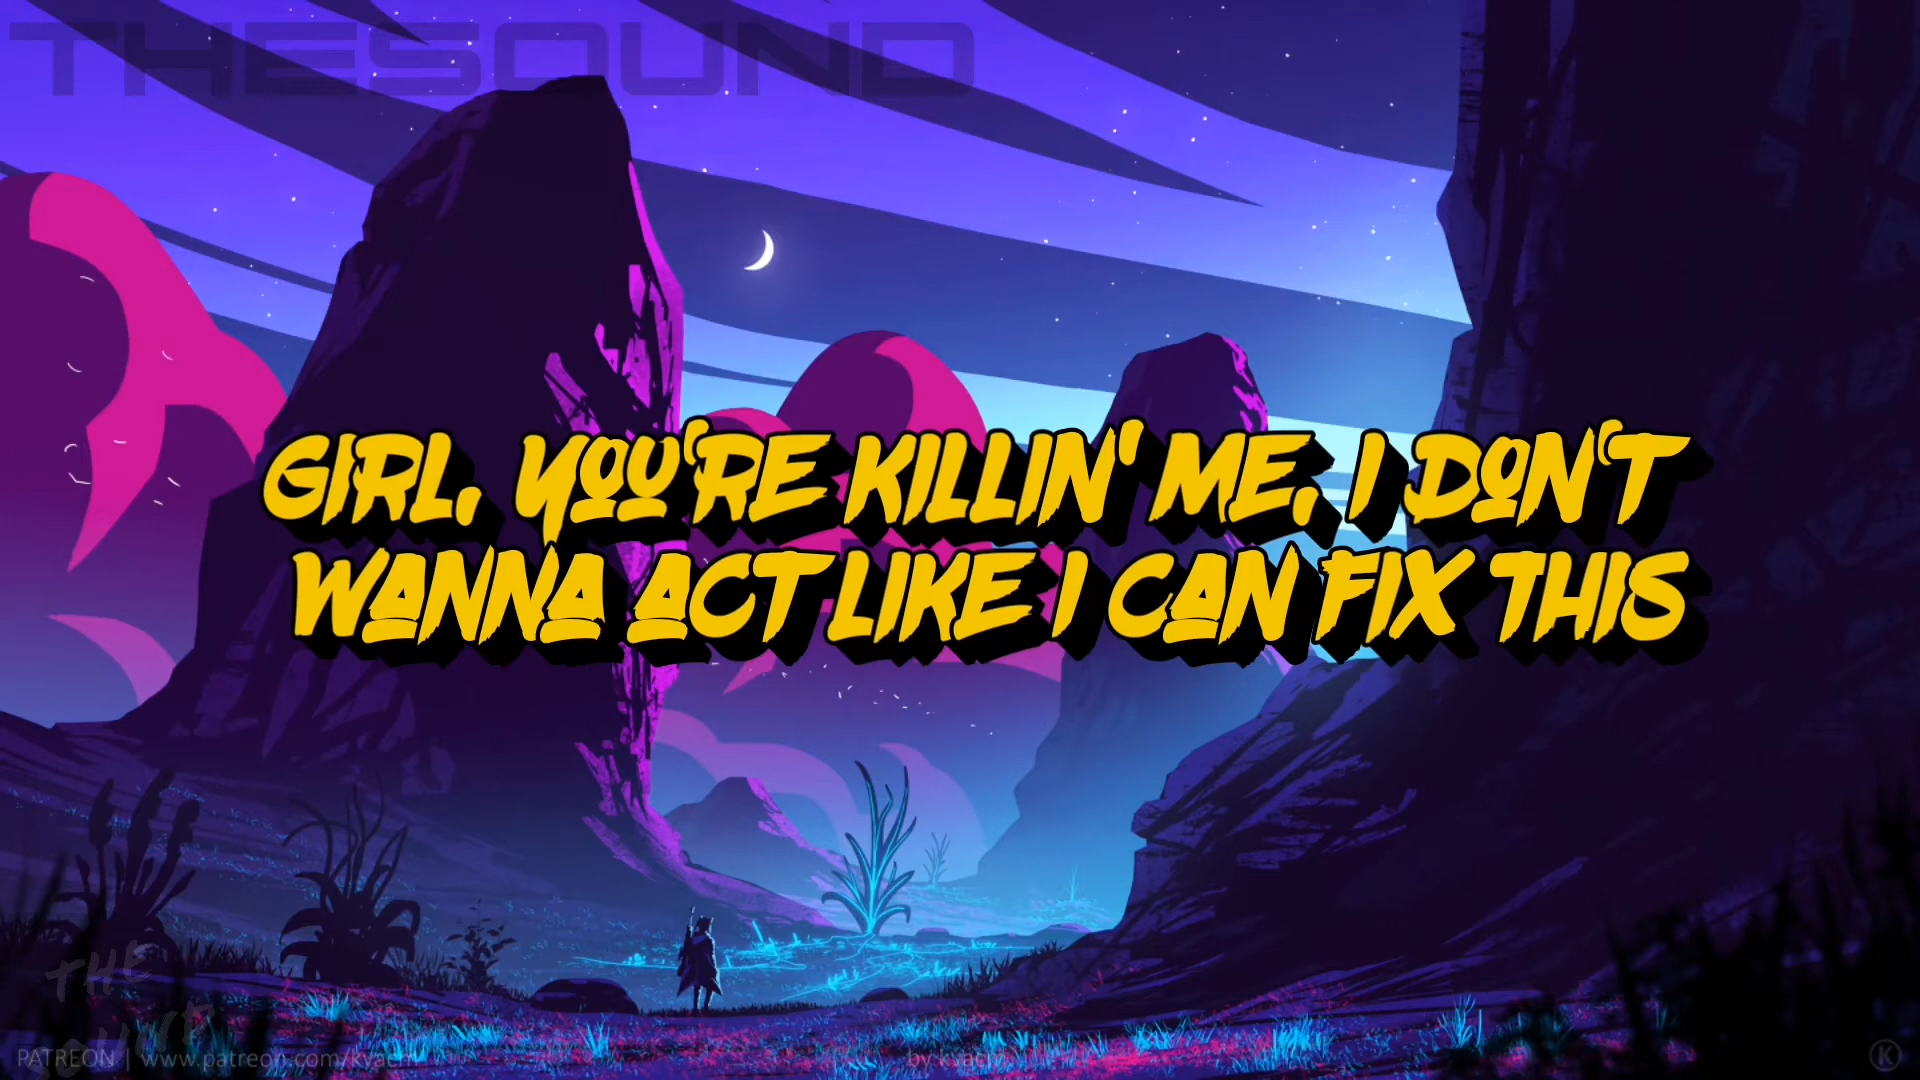 THESOUND
GIRL, YOU'RE KILLIN' ME, I DON'T
WANNA ACT LIKE I CAN FIX THIS
THE
PATREON | www.patreon.com/kvacm
by kvacm
K